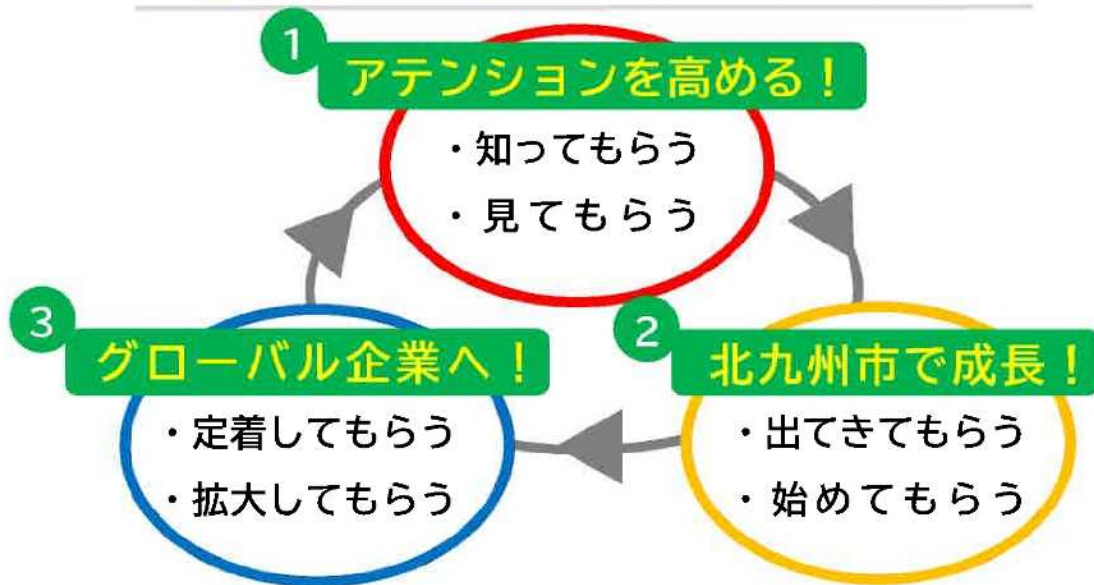 1
アテンションを高める！
・知ってもらう
・見てもらう
2
北九州市で成長！
・出てきてもらう
・始めてもらう
3
グローバル企業へ！
・定着してもらう
・拡大してもらう